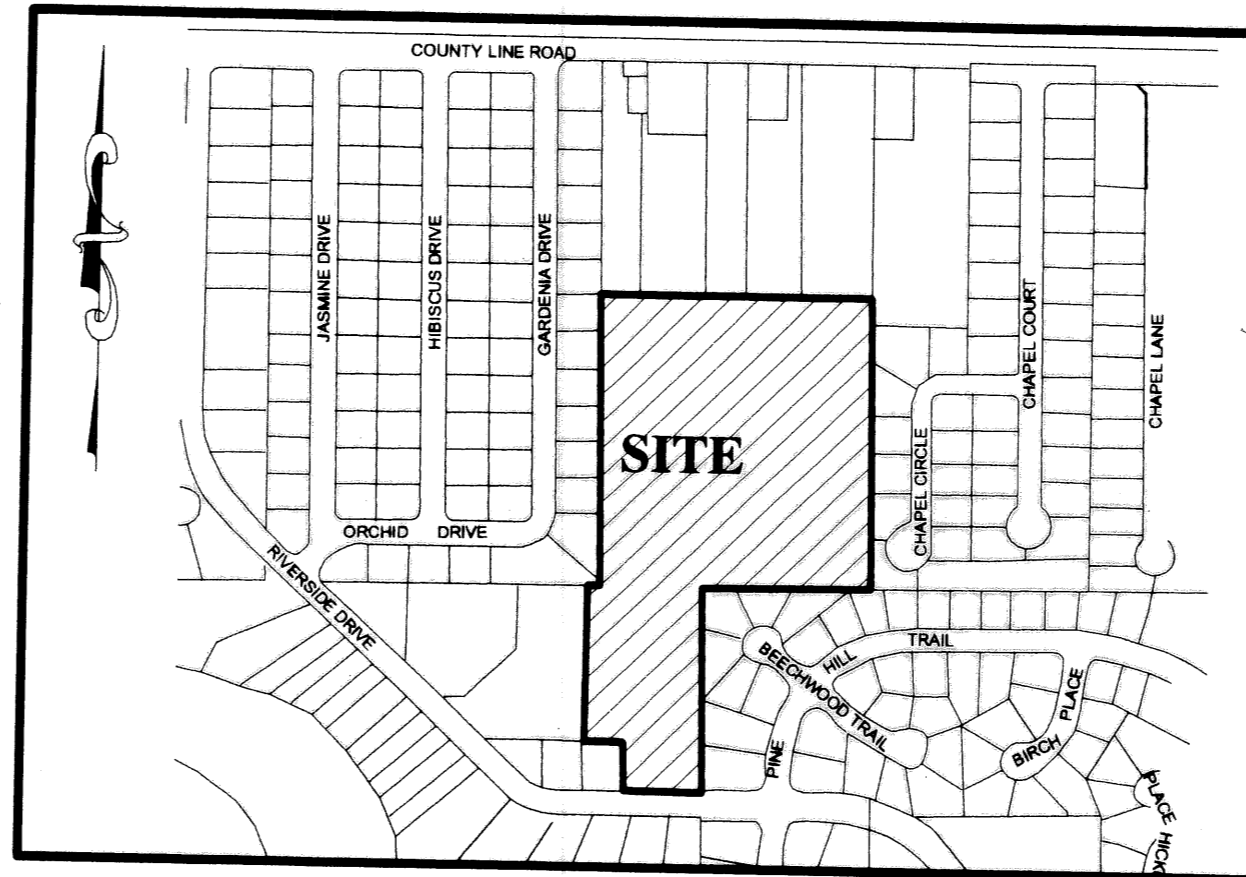 COUNTY LINE ROAD
JASMINE DRIVE
HIBISCUS DRIVE
GARDENIA DRIVE
CHAPEL COURT
CHAPEL LANE
SITE
CHAPEL CIRCLE
ORCHID DRIVE
RIVERSIDE DRIVE
BEECHWOOD TRAIL
HILL TRAIL
PINE
BIRCH PLACE
PLACE